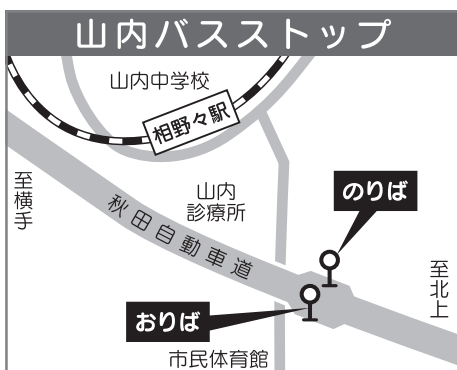 山内バスストップ
山内中学校
相野々駅
至横手
山内
診療所
のりば
秋田自動車道
至北上
おりば
市民体育館